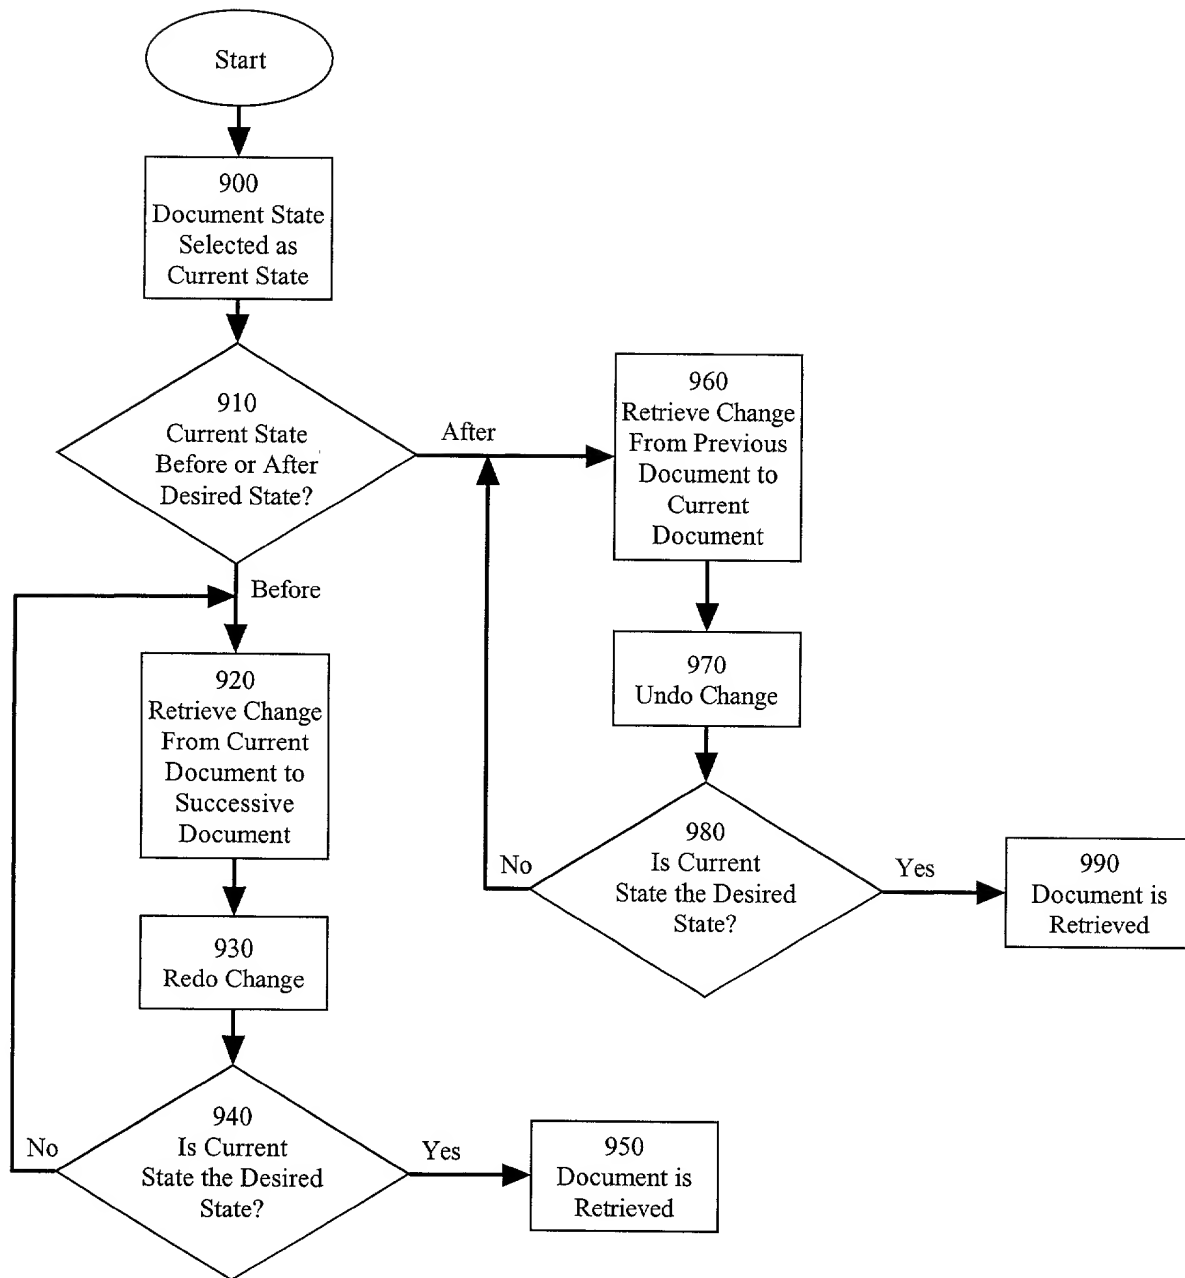 Start
900
Document State
Selected as
Current State
910
Current State
Before or After
Desired State?
After
Before
960
Retrieve Change
From Previous
Document to
Current
Document
970
Undo Change
980
Is Current
State the Desired
State?
No
Yes
990
Document is
Retrieved
920
Retrieve Change
From Current
Document to
Successive
Document
930
Redo Change
940
Is Current
State the Desired
State?
No
Yes
950
Document is
Retrieved